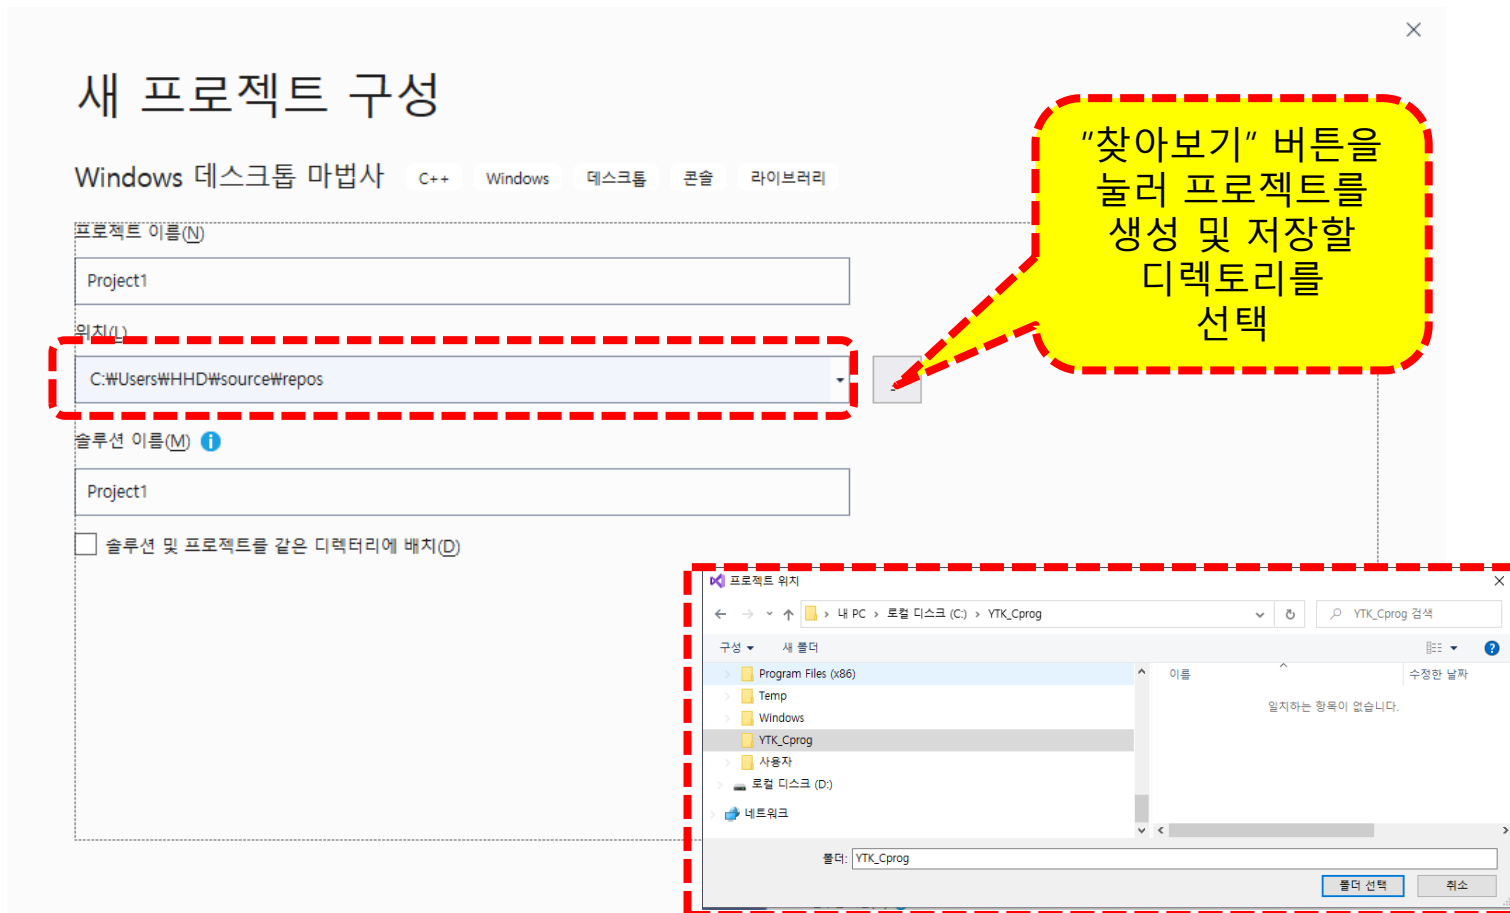 새 프로젝트 구성
Windows 데스크톱 마법사 C++ Windows 데스크톱 콘솔 라이브러리
"찾아보기" 버튼을
눌러 프로젝트를
생성 및 저장할
디렉토리를
선택
프로젝트 이름(N)
Project1
위치(L)
C:₩Users₩HHD₩source₩repos
솔루션 이름(M)
Project1
솔루션 및 프로젝트를 같은 디렉터리에 배치(D)
프로젝트 위치
내 PC › 로컬 디스크 (C:) › YTK_Cprog
YTK_Cprog 검색
구성 새 폴더
Program Files (x86)
Temp
Windows
YTK_Cprog
사용자
로컬 디스크 (D:)
네트워크
이름 수정한 날짜
일치하는 항목이 없습니다.
폴더: YTK_Cprog
폴더 선택 취소